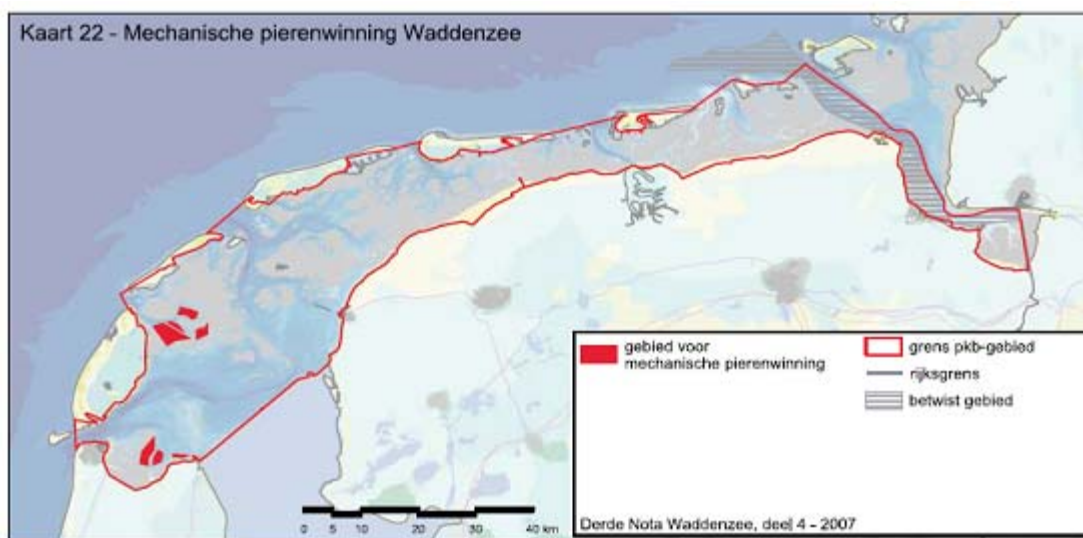 Kaart 22 - Mechanische pierenwinning Waddenzee
gebied voor
mechanische pierenwinning
grens pkb-gebied
rijksgrens
betwist gebied
0 5 10 20 30 40 km
Derde Nota Waddenzee, deel 4 - 2007